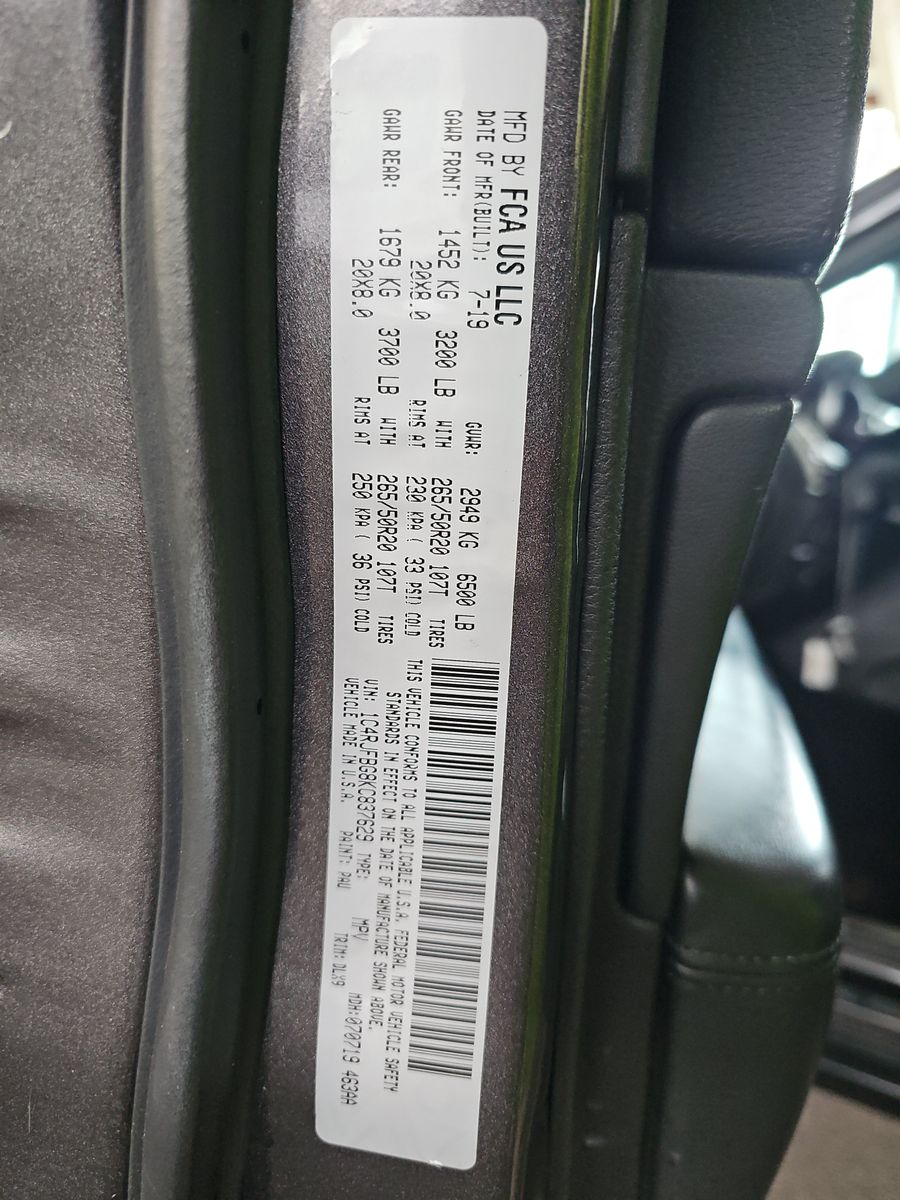 MFD BY FCA US LLC
DATE OF MFR(BUILT): 7-19 GVWR: 2949 KG 6500 LB
GAWR FRONT: 1452 KG 3200 LB WITH 265/50R20 107T TIRES
20X8.0 RIMS AT 230 KPA ( 33 PSI) COLD
GAWR REAR: 1679 KG 3700 LB WITH 265/50R20 107T TIRES
20X8.0 RIMS AT 250 KPA ( 36 PSI) COLD
THIS VEHICLE CONFORMS TO ALL APPLICABLE U.S.A. FEDERAL MOTOR VEHICLE SAFETY
STANDARDS IN EFFECT ON THE DATE OF MANUFACTURE SHOWN ABOVE.
VIN: 1C4RJFBG8KC837629 TYPE: MPV MDH:070719 463AA
VEHICLE MADE IN U.S.A. PAINT: PAU TRIM: DLX9